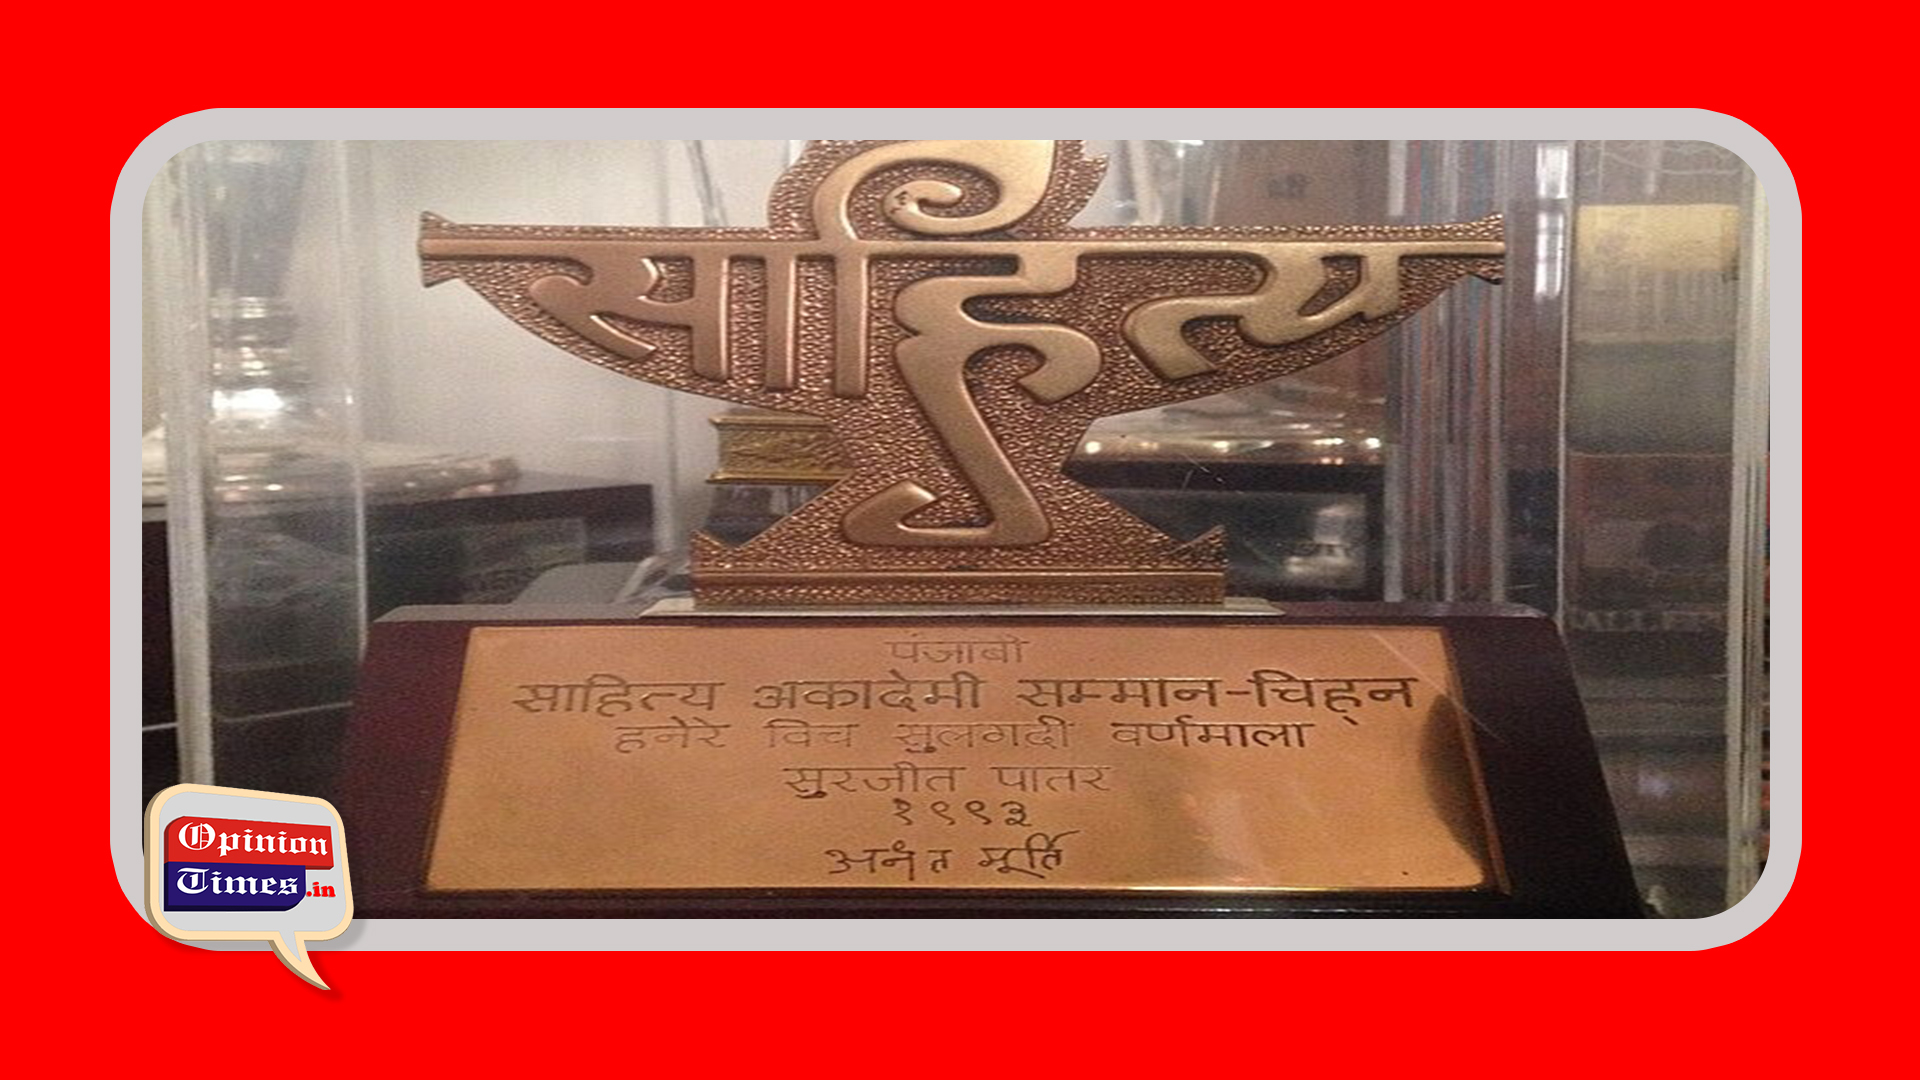 साहित्य
पंजाबी
साहित्य अकादेमी सम्मान-चिह्न
हनेरे विच सुलगदी वर्णमाला
सुरजीत पातर
१९९३
अनंत मूर्ति
Opinion
Times.in